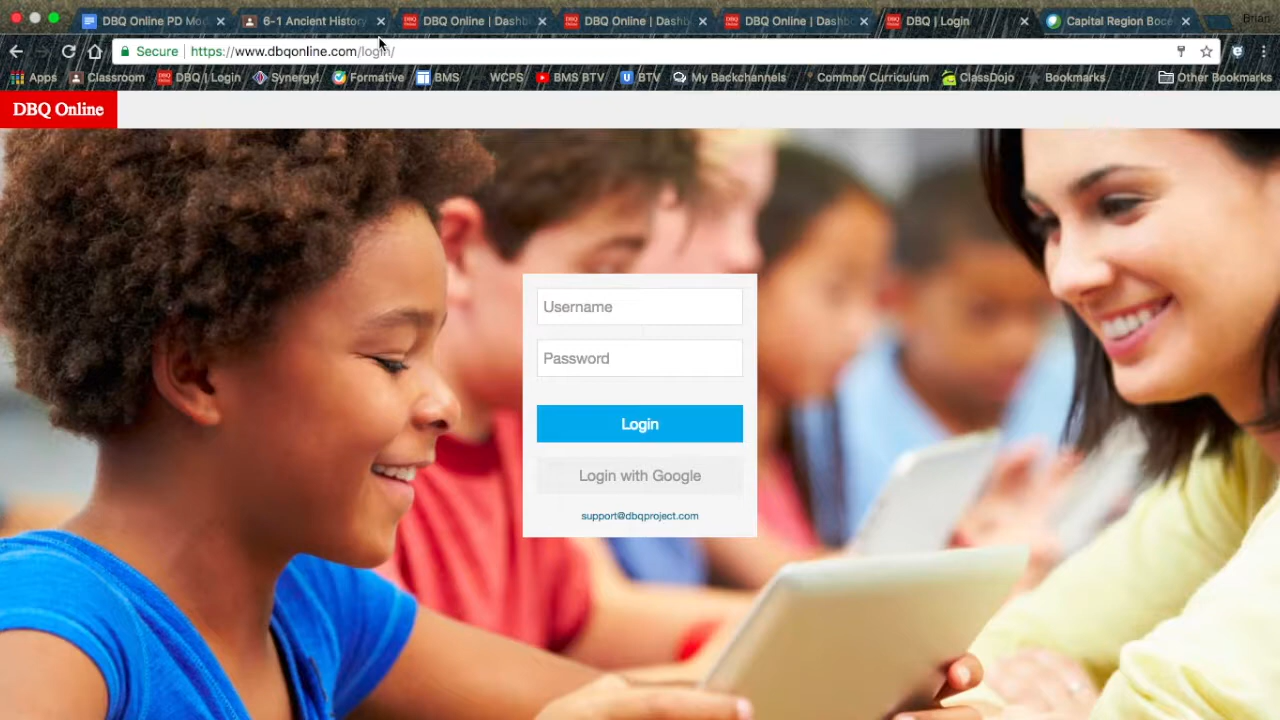 DBQ Online PD Mod
6-1 Ancient History
DBQ Online | Dashb
DBQ Online | Dashb
DBQ Online | Dashb
DBQ | Login
Capital Region Boce
Brian
Secure
https://www.dbqonline.com/login/
Apps
Classroom
DBQ | Login
Synergy!
Formative
BMS
WCPS
BMS BTV
BTV
My Backchannels
Common Curriculum
ClassDojo
Bookmarks
Other Bookmarks
DBQ Online
Username
Password
Login
Login with Google
support@dbqproject.com